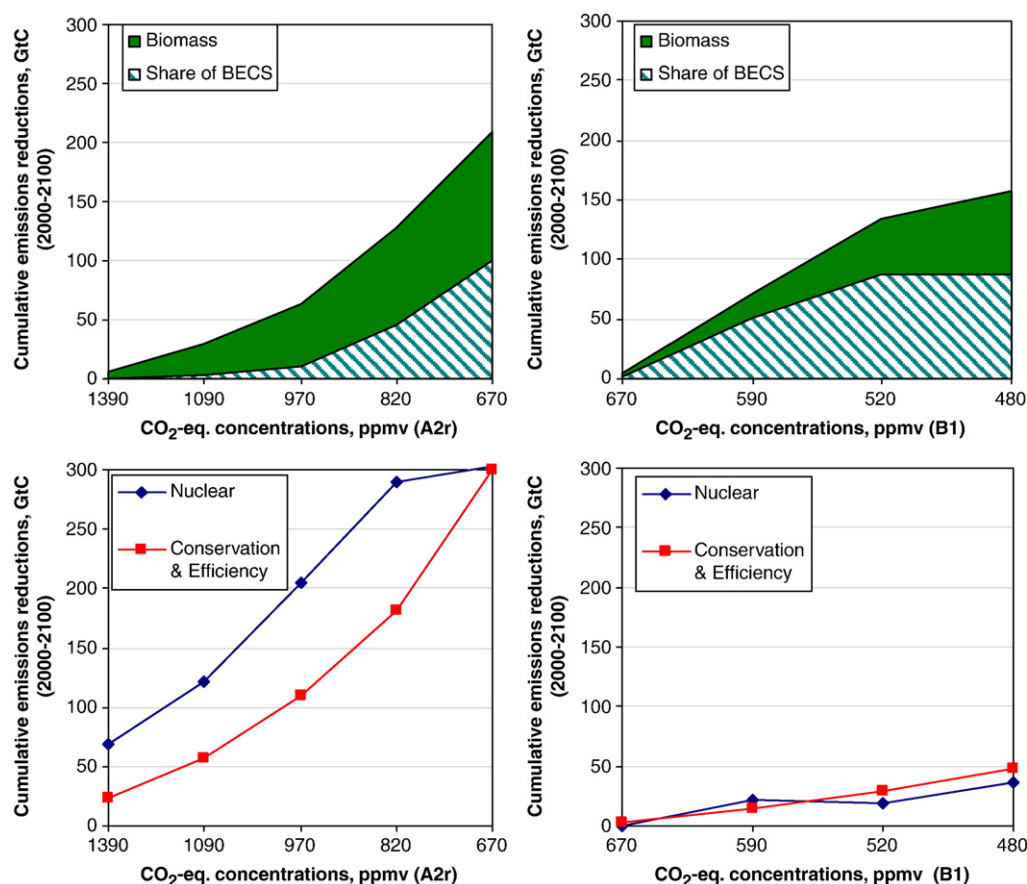 Cumulative emissions reductions, GtC
(2000-2100)
300
250
200
150
100
50
0
Biomass
Share of BECS
1390 1090 970 820 670
CO₂-eq. concentrations, ppmv (A2r)
Cumulative emissions reductions, GtC
(2000-2100)
300
250
200
150
100
50
0
Biomass
Share of BECS
670 590 520 480
CO₂-eq. concentrations, ppmv (B1)
Cumulative emissions reductions, GtC
(2000-2100)
300
250
200
150
100
50
0
Nuclear
Conservation
& Efficiency
1390 1090 970 820 670
CO₂-eq. concentrations, ppmv (A2r)
Cumulative emissions reductions, GtC
(2000-2100)
300
250
200
150
100
50
0
Nuclear
Conservation
& Efficiency
670 590 520 480
CO₂-eq. concentrations, ppmv (B1)